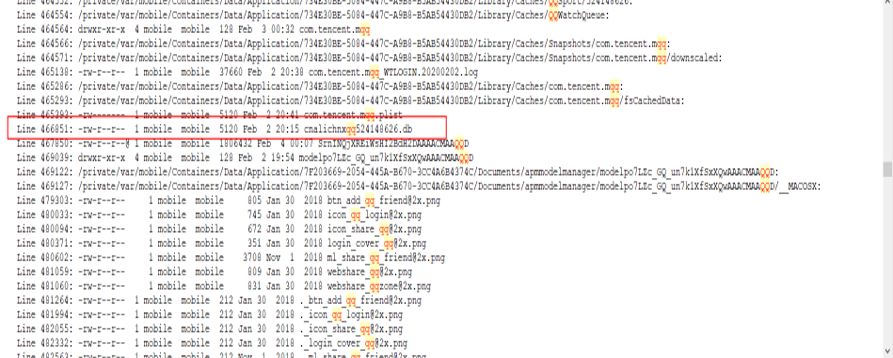 Line 464552: /private/var/mobile/Containers/Data/Application/734E30BE-5084-447C-A9B8-B5AB54430DB2/Library/Caches/QQSport/524148626:
Line 464562: /private/var/mobile/Containers/Data/Application/734E30BE-5084-447C-A9B8-B5AB54430DB2/Library/Caches/QQWatchQueue:
Line 464564: drwxr-xr-x 4 mobile mobile 128 Feb 3 00:32 com.tencent.mqq
Line 464566: /private/var/mobile/Containers/Data/Application/734E30BE-5084-447C-A9B8-B5AB54430DB2/Library/Caches/Snapshots/com.tencent.mqq:
Line 464571: /private/var/mobile/Containers/Data/Application/734E30BE-5084-447C-A9B8-B5AB54430DB2/Library/Caches/Snapshots/com.tencent.mqq/downscaled:
Line 465138: -rw-r--r-- 1 mobile mobile 37660 Feb 2 20:38 com.tencent.mqq_WTLOGIN.20200202.log
Line 465286: /private/var/mobile/Containers/Data/Application/734E30BE-5084-447C-A9B8-B5AB54430DB2/Library/Caches/com.tencent.mqq:
Line 465293: /private/var/mobile/Containers/Data/Application/734E30BE-5084-447C-A9B8-B5AB54430DB2/Library/Caches/com.tencent.mqq/fsCachedData:
Line 465393: -rw------- 1 mobile mobile 5120 Feb 2 20:41 com.tencent.mqq.plist
Line 466851: -rw-r--r-- 1 mobile mobile 5120 Feb 2 20:15 cnalichnxqq524148626.db
Line 467850: -rw-r--r--@ 1 mobile mobile 1806432 Feb 4 00:07
Line 469039: drwxr-xr-x 4 mobile mobile 128 Feb 2 19:54 modelpo7LZc_GQ_un7kiXfSxXQwAAACMAAQQD
Line 469122: /private/var/mobile/Containers/Data/Application/7F203669-2054-445A-B670-3CC4A6B4374C/Documents/apmmodelmanager/modelpo7LZc_GQ_un7kiXfSxXQwAAACMAAQQD:
Line 469127: /private/var/mobile/Containers/Data/Application/7F203669-2054-445A-B670-3CC4A6B4374C/Documents/apmmodelmanager/modelpo7LZc_GQ_un7kiXfSxXQwAAACMAAQQD/__MACOSX:
Line 479303: -rw-r--r-- 1 mobile mobile 805 Jan 30 2018 btn_add_qq_friend@2x.png
Line 480033: -rw-r--r-- 1 mobile mobile 745 Jan 30 2018 icon_qq_login@2x.png
Line 480094: -rw-r--r-- 1 mobile mobile 672 Jan 30 2018 icon_share_qq@2x.png
Line 480371: -rw-r--r-- 1 mobile mobile 351 Jan 30 2018 login_cover_qq@2x.png
Line 480602: -rw-r--r-- 1 mobile mobile 3708 Nov 1 2018 ml_share_qq_friend@2x.png
Line 481059: -rw-r--r-- 1 mobile mobile 809 Jan 30 2018 webshare_qq@2x.png
Line 481060: -rw-r--r-- 1 mobile mobile 831 Jan 30 2018 webshare_qqzone@2x.png
Line 481264: -rw-r--r-- 1 mobile mobile 212 Jan 30 2018 ._btn_add_qq_friend@2x.png
Line 481994: -rw-r--r-- 1 mobile mobile 212 Jan 30 2018 ._icon_qq_login@2x.png
Line 482055: -rw-r--r-- 1 mobile mobile 212 Jan 30 2018 ._icon_share_qq@2x.png
Line 482332: -rw-r--r-- 1 mobile mobile 212 Jan 30 2018 ._login_cover_qq@2x.png
Line 482563: -rw-r--r-- 1 mobile mobile 212 Nov 1 2018 ._ml_share_qq_friend@2x.png